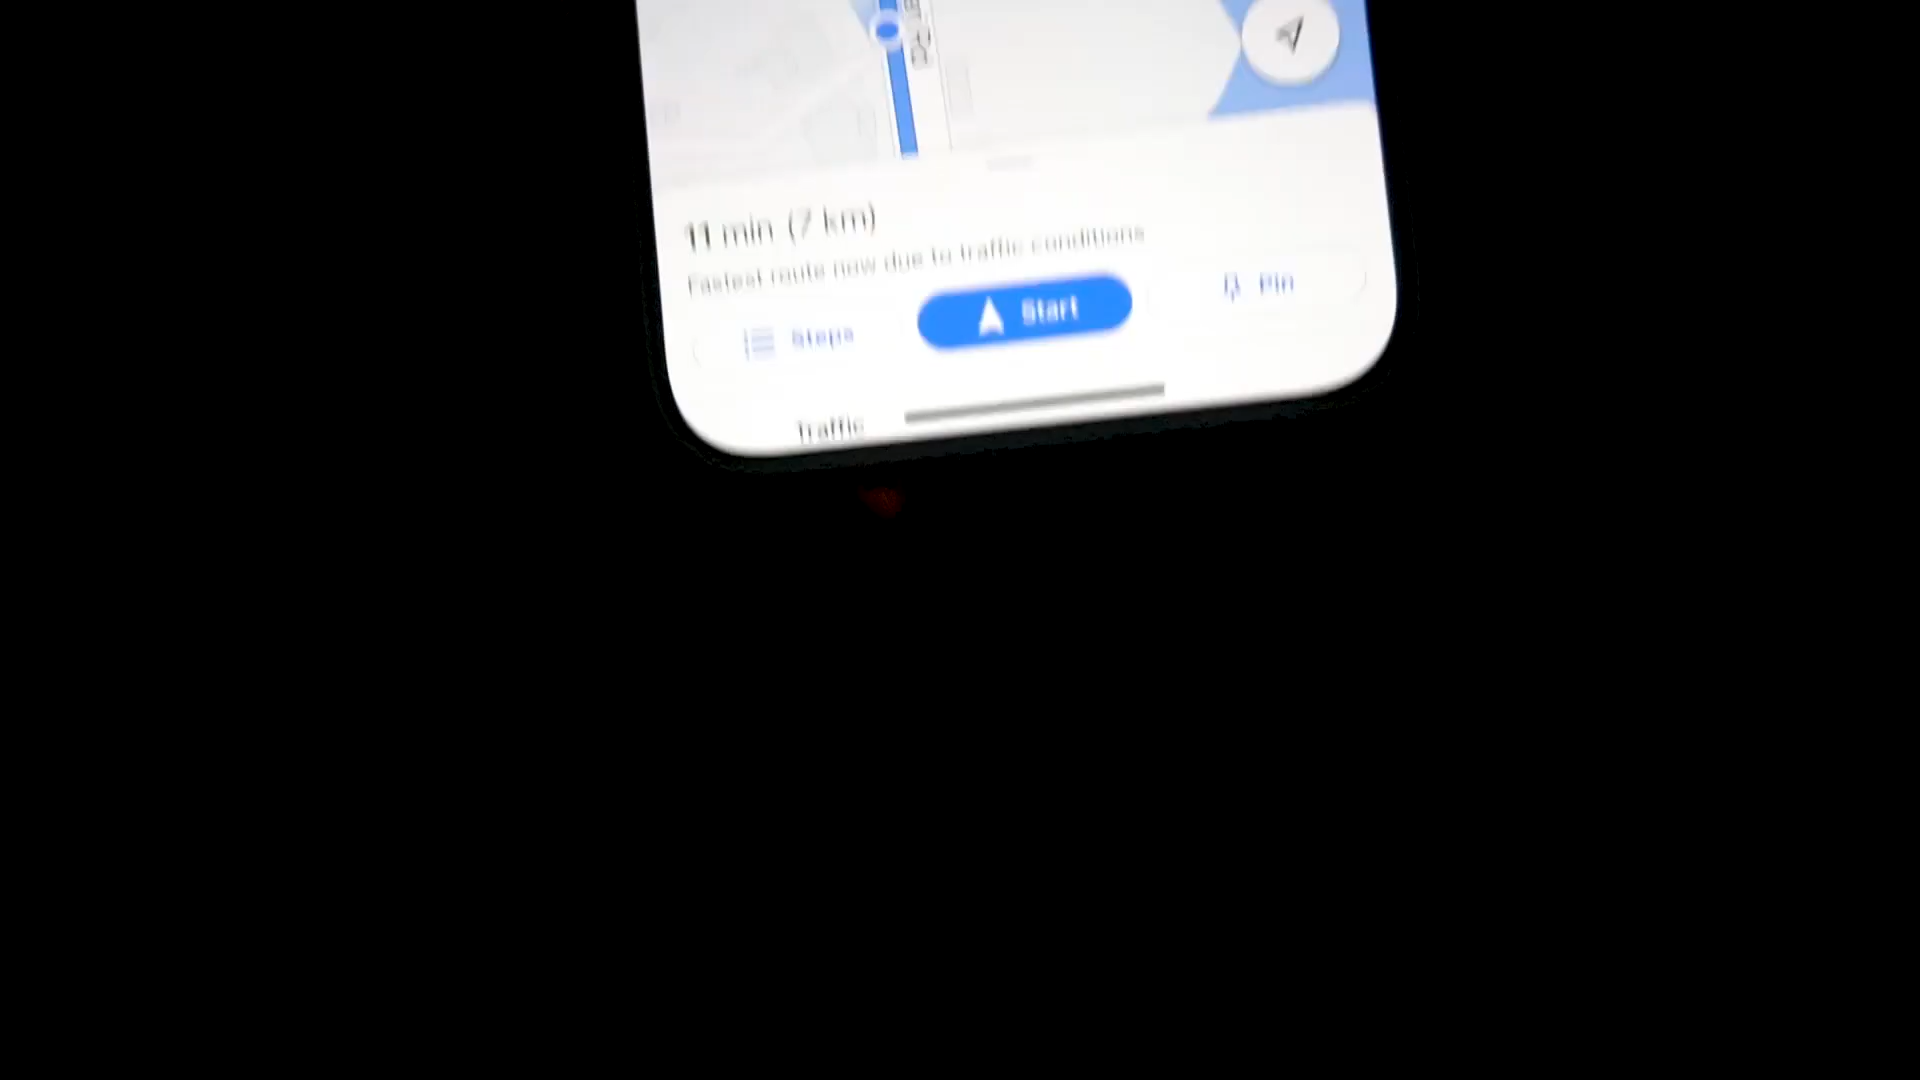 11 min (7 km)
Fastest route now due to traffic conditions
Steps
Start
Pin
Traffic